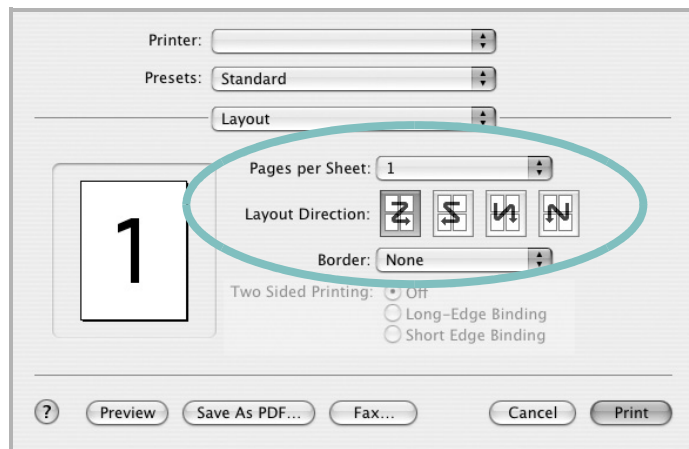 Printer:
Presets: Standard
Layout
Pages per Sheet: 1
1
Layout Direction:
Border: None
Two Sided Printing: Off
Long-Edge Binding
Short Edge Binding
? Preview Save As PDF... Fax... Cancel Print